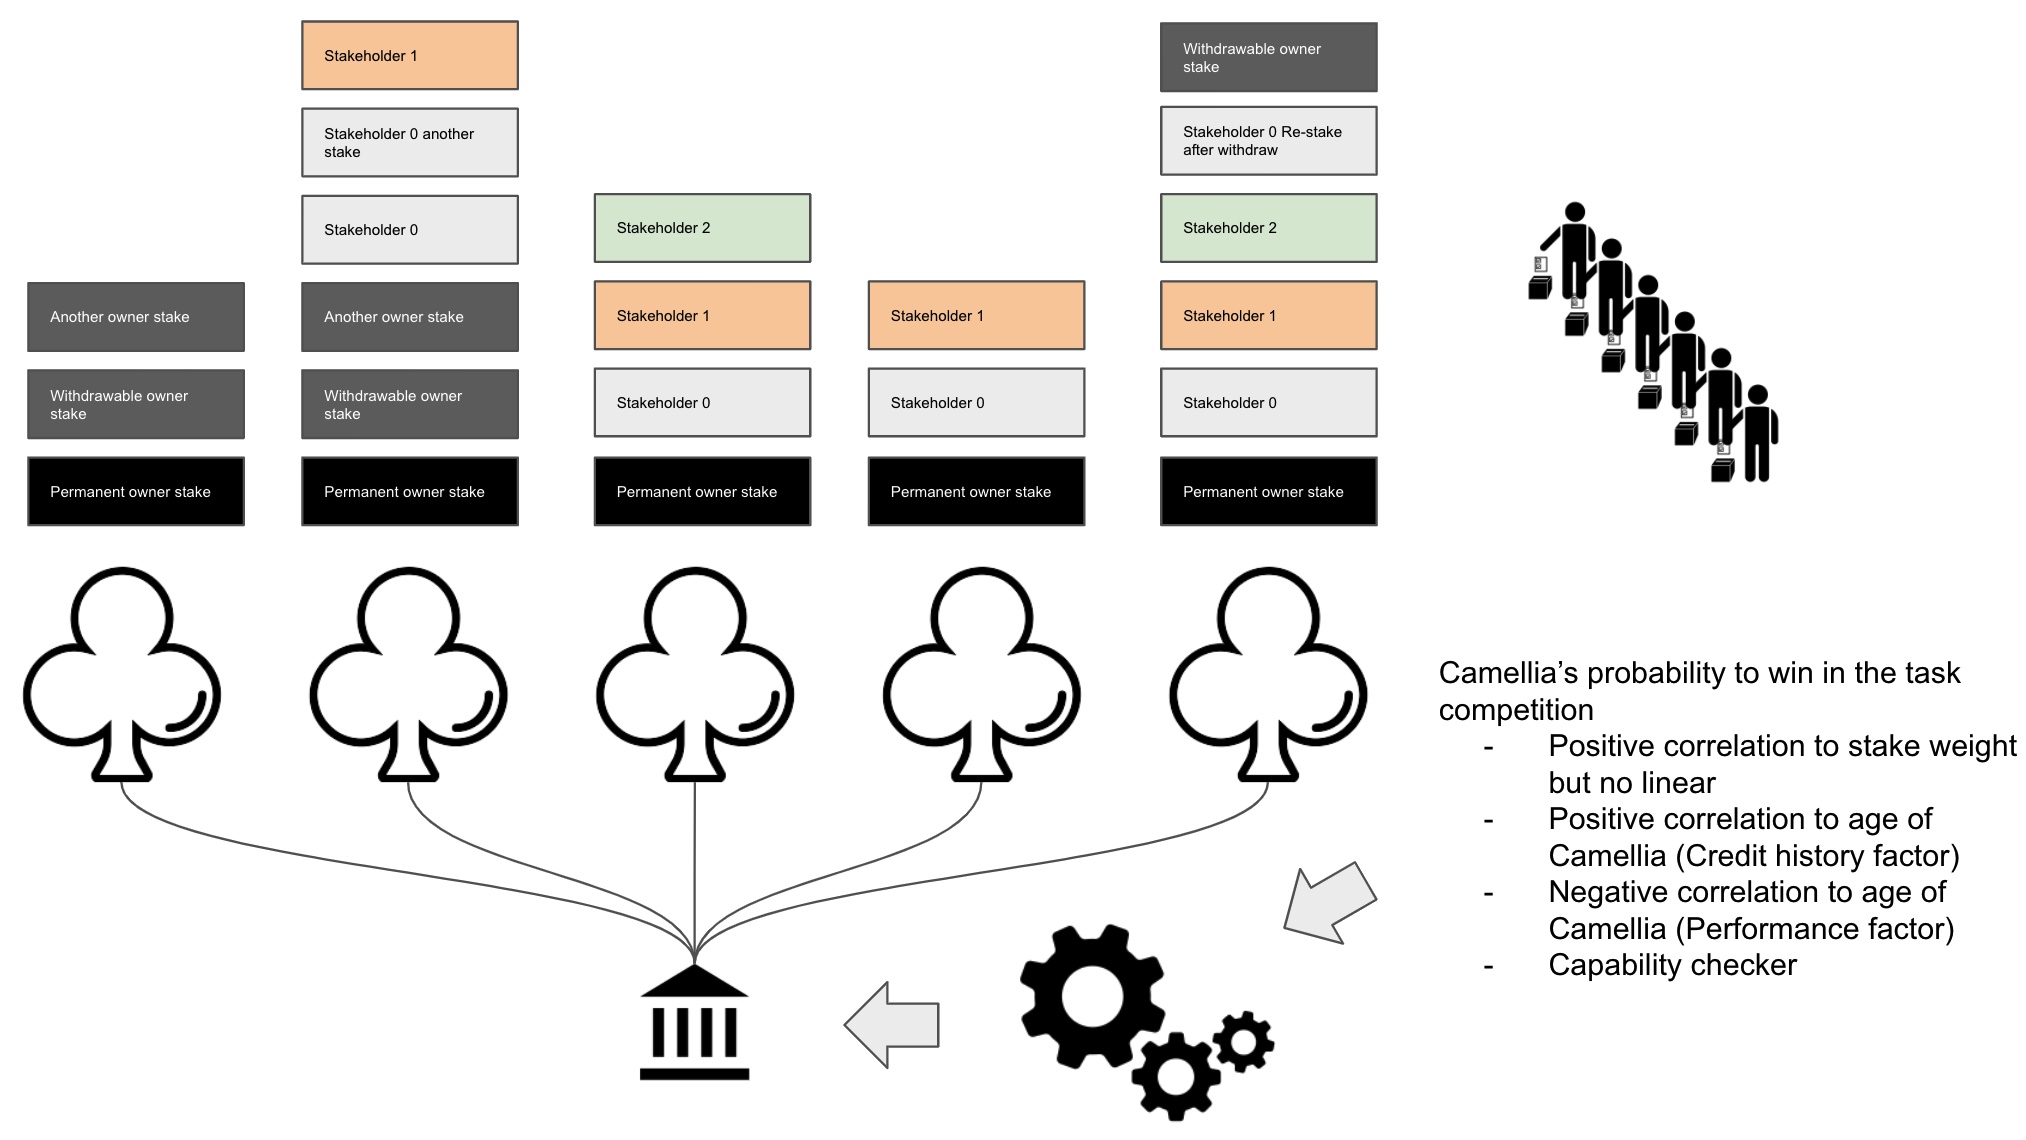 Stakeholder 1
Stakeholder 0 another
stake
Stakeholder 0
Another owner stake
Withdrawable owner
stake
Permanent owner stake
Another owner stake
Withdrawable owner
stake
Permanent owner stake
Stakeholder 2
Stakeholder 1
Stakeholder 0
Permanent owner stake
Stakeholder 1
Stakeholder 0
Permanent owner stake
Withdrawable owner
stake
Stakeholder 0 Re-stake
after withdraw
Stakeholder 2
Stakeholder 1
Stakeholder 0
Permanent owner stake
Camellia’s probability to win in the task
competition
- Positive correlation to stake weight
but no linear
- Positive correlation to age of
Camellia (Credit history factor)
- Negative correlation to age of
Camellia (Performance factor)
- Capability checker